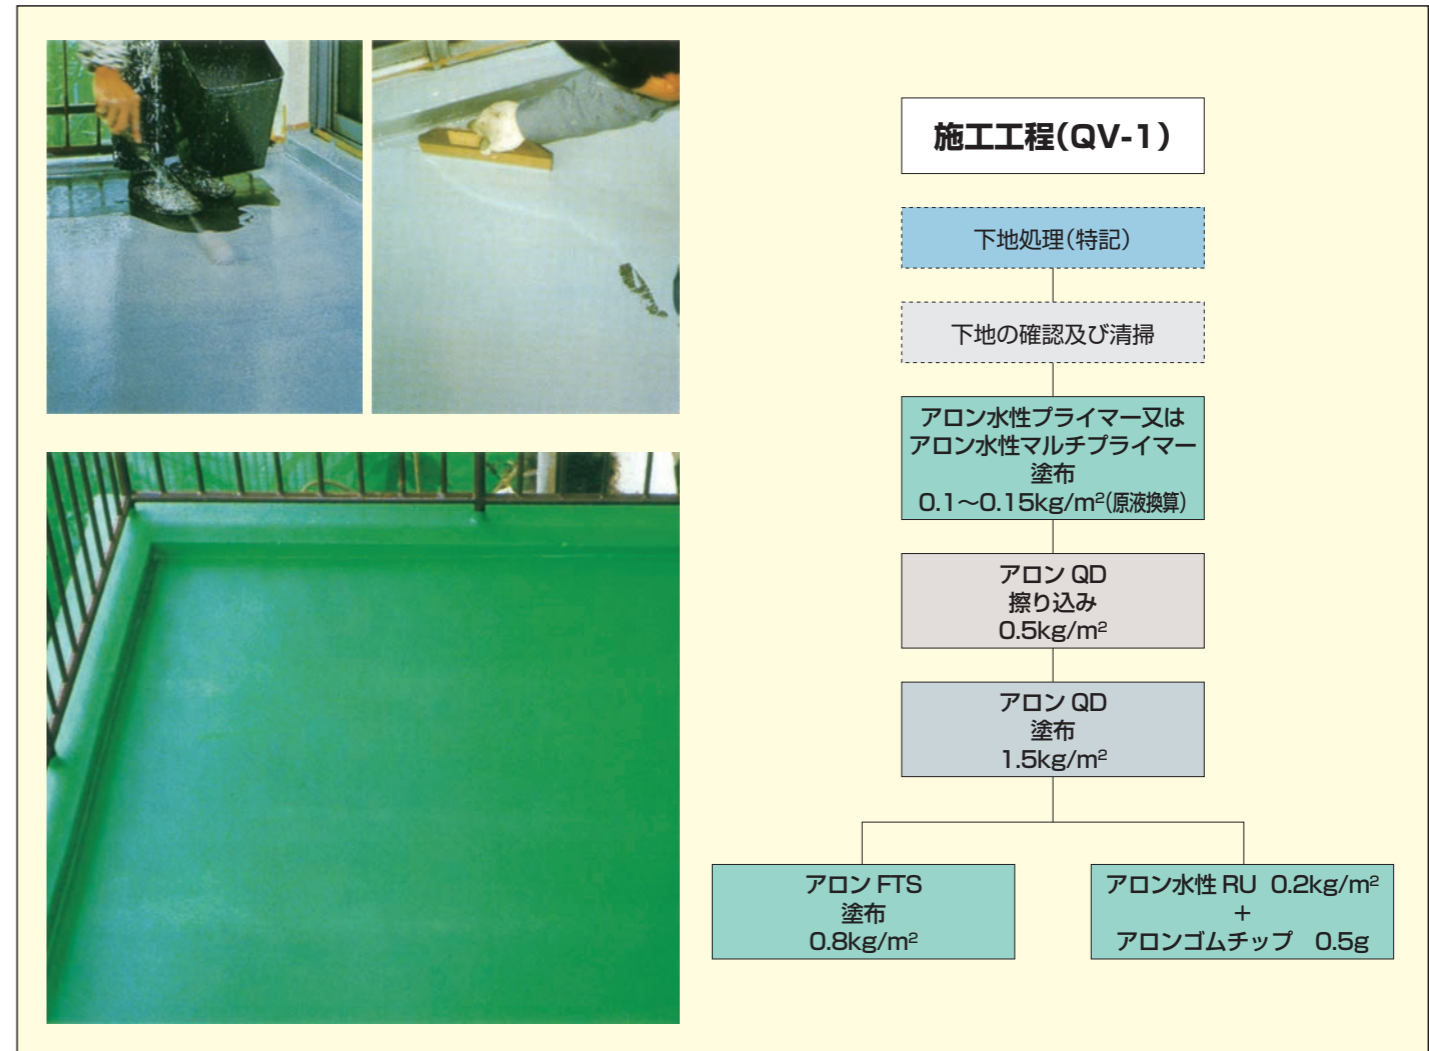 施工工程(QV-1)
下地処理(特記)
下地の確認及び清掃
アロン水性プライマー又は
アロン水性マルチプライマー
塗布
0.1〜0.15kg/m²(原液換算)
アロン QD
擦り込み
0.5kg/m²
アロン QD
塗布
1.5kg/m²
アロン FTS
塗布
0.8kg/m²
アロン水性 RU 0.2kg/m²
+
アロンゴムチップ 0.5g